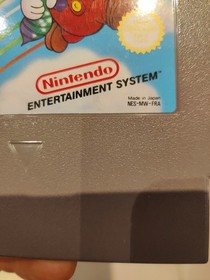 Nintendo
ENTERTAINMENT SYSTEM™
Made in Japan
NES-MW-FRA